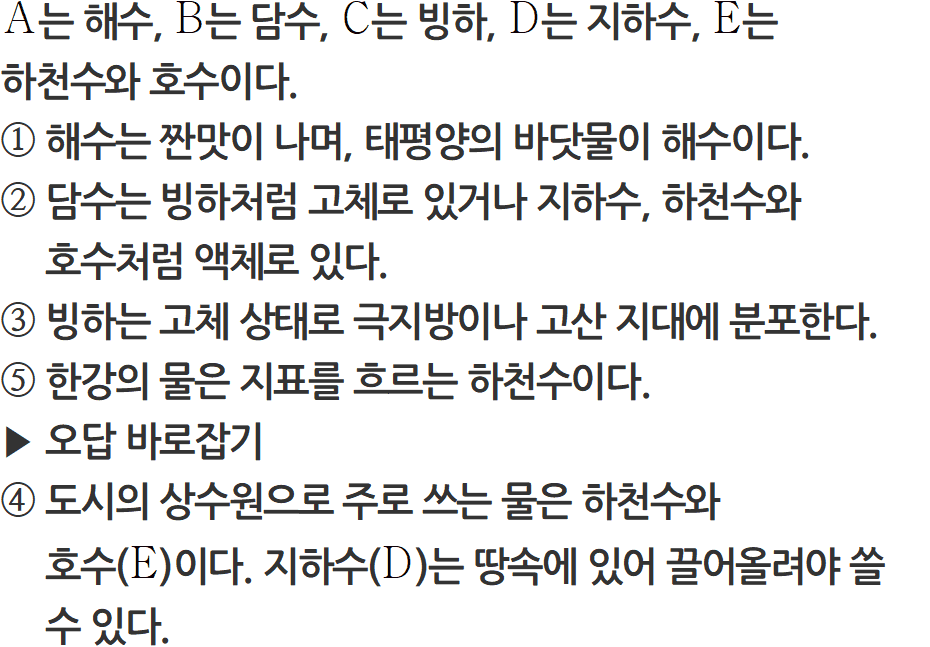 A는 해수, B는 담수, C는 빙하, D는 지하수, E는
하천수와 호수이다.
① 해수는 짠맛이 나며, 태평양의 바닷물이 해수이다.
② 담수는 빙하처럼 고체로 있거나 지하수, 하천수와
호수처럼 액체로 있다.
③ 빙하는 고체 상태로 극지방이나 고산 지대에 분포한다.
⑤ 한강의 물은 지표를 흐르는 하천수이다.
▶ 오답 바로잡기
④ 도시의 상수원으로 주로 쓰는 물은 하천수와
호수(E)이다. 지하수(D)는 땅속에 있어 끌어올려야 쓸
수 있다.